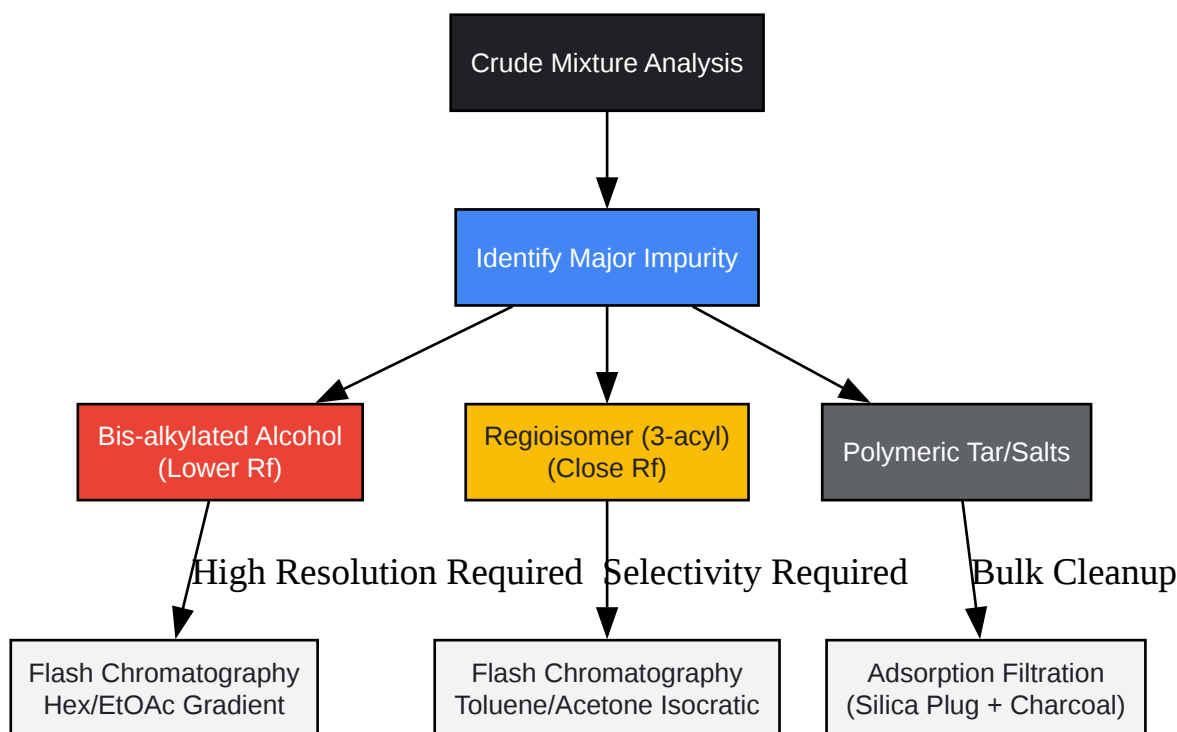 Crude Mixture Analysis
Identify Major Impurity
Bis-alkylated Alcohol
(Lower Rf)
Regioisomer (3-acyl)
(Close Rf)
Polymeric Tar/Salts
High Resolution Required
Selectivity Required
Bulk Cleanup
Flash Chromatography
Hex/EtOAc Gradient
Flash Chromatography
Toluene/Acetone Isocratic
Adsorption Filtration
(Silica Plug + Charcoal)